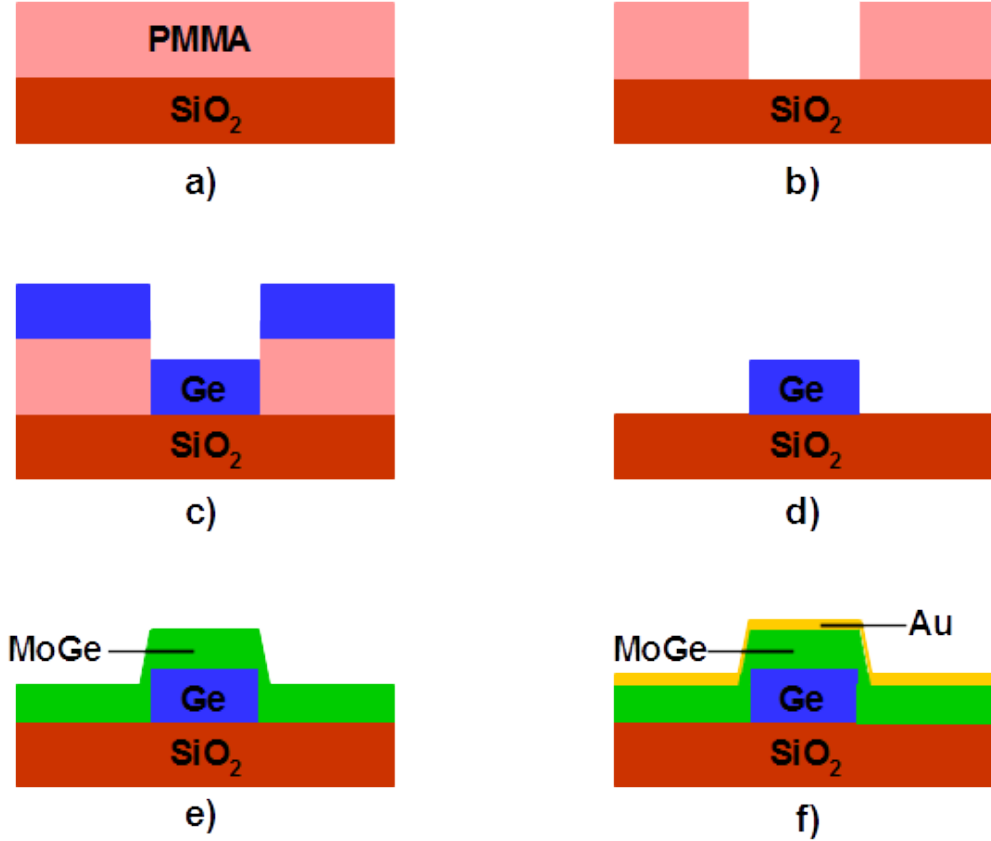 PMMA
SiO₂
SiO₂
a)
b)
Ge
SiO₂
Ge
SiO₂
c)
d)
MoGe
Ge
SiO₂
Au
MoGe
Ge
SiO₂
e)
f)